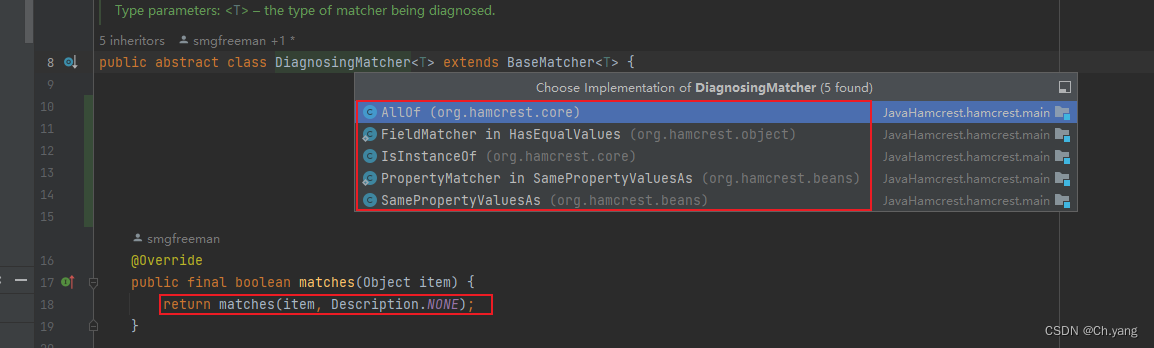 Type parameters: <T> – the type of matcher being diagnosed.
5 inheritors smgfreeman +1 *
8 public abstract class DiagnosingMatcher<T> extends BaseMatcher<T> {
9
Choose Implementation of DiagnosingMatcher (5 found)
10 AllOf (org.hamcrest.core) JavaHamcrest.hamcrest.main
11 FieldMatcher in HasEqualValues (org.hamcrest.object) JavaHamcrest.hamcrest.main
12 IsInstanceOf (org.hamcrest.core) JavaHamcrest.hamcrest.main
13 PropertyMatcher in SamePropertyValuesAs (org.hamcrest.beans) JavaHamcrest.hamcrest.main
14 SamePropertyValuesAs (org.hamcrest.beans) JavaHamcrest.hamcrest.main
15
smgfreeman
16 @Override
17 public final boolean matches(Object item) {
18 return matches(item, Description.NONE);
19 }
20
CSDN @Ch.yang